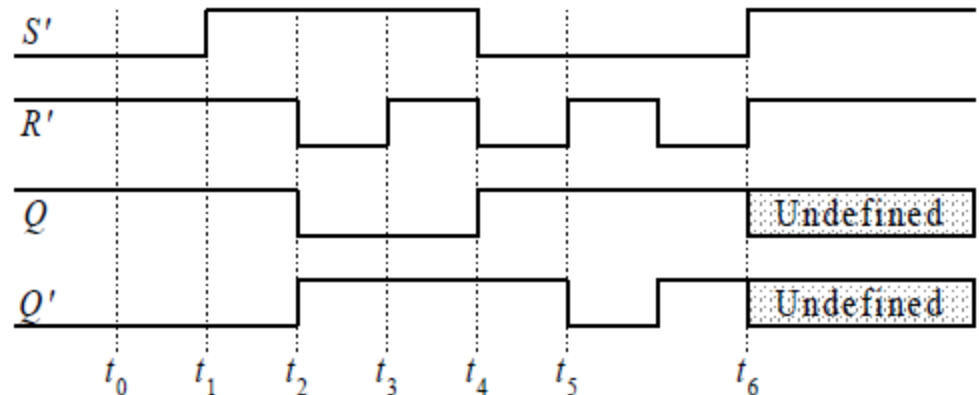 S'
R'
Q Undefined
Q' Undefined
t0 t1 t2 t3 t4 t5 t6